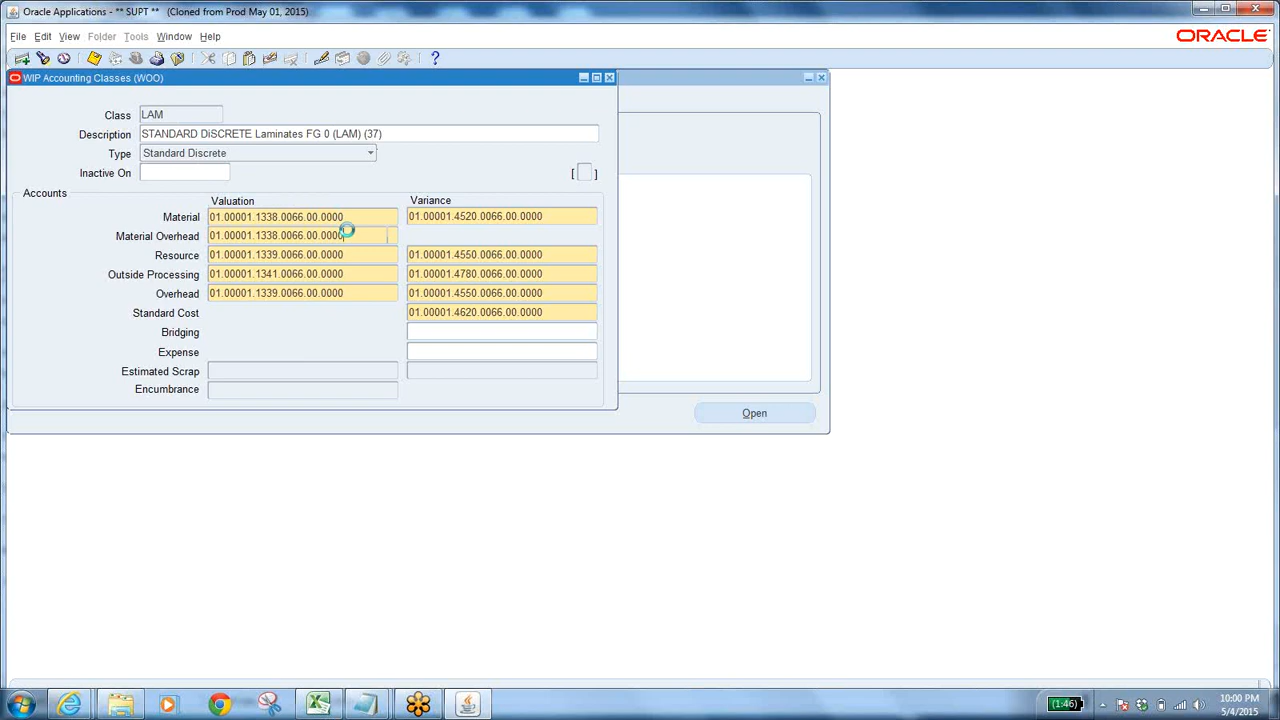 Oracle Applications - ** SUPT ** (Cloned from Prod May 01, 2015)
File Edit View Folder Tools Window Help
ORACLE
?
WIP Accounting Classes (WOO)
Class LAM
Description STANDARD DiSCRETE Laminates FG 0 (LAM) (37)
Type Standard Discrete
Inactive On [ ]
Accounts
Valuation Variance
Material 01.00001.1338.0066.00.0000 01.00001.4520.0066.00.0000
Material Overhead 01.00001.1338.0066.00.0000
Resource 01.00001.1339.0066.00.0000 01.00001.4550.0066.00.0000
Outside Processing 01.00001.1341.0066.00.0000 01.00001.4780.0066.00.0000
Overhead 01.00001.1339.0066.00.0000 01.00001.4550.0066.00.0000
Standard Cost 01.00001.4620.0066.00.0000
Bridging
Expense
Estimated Scrap
Encumbrance
Open
(1:46) 10:00 PM
5/4/2015